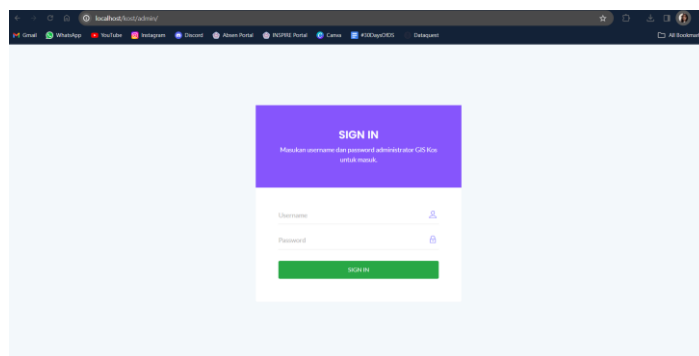 localhost/kost/admin/
Gmail WhatsApp YouTube Instagram Discord Absen Portal INSPIRE Portal Canva #30DaysOfDS Dataquest All Bookmar
SIGN IN
Masukan username dan password administrator GIS Kos
untuk masuk.
Username
Password
SIGN IN